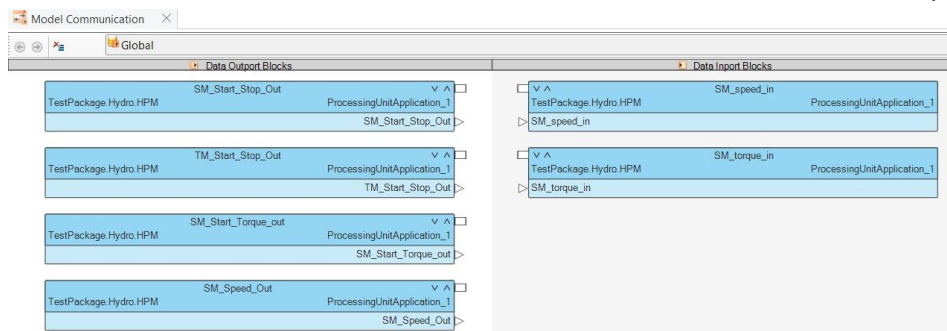 Model Communication
Global
Data Outport Blocks
Data Inport Blocks
SM_Start_Stop_Out
TestPackage.Hydro.HPM ProcessingUnitApplication_1
SM_Start_Stop_Out
TM_Start_Stop_Out
TestPackage.Hydro.HPM ProcessingUnitApplication_1
TM_Start_Stop_Out
SM_Start_Torque_out
TestPackage.Hydro.HPM ProcessingUnitApplication_1
SM_Start_Torque_out
SM_Speed_Out
TestPackage.Hydro.HPM ProcessingUnitApplication_1
SM_Speed_Out
SM_speed_in
TestPackage.Hydro.HPM ProcessingUnitApplication_1
SM_speed_in
SM_torque_in
TestPackage.Hydro.HPM ProcessingUnitApplication_1
SM_torque_in